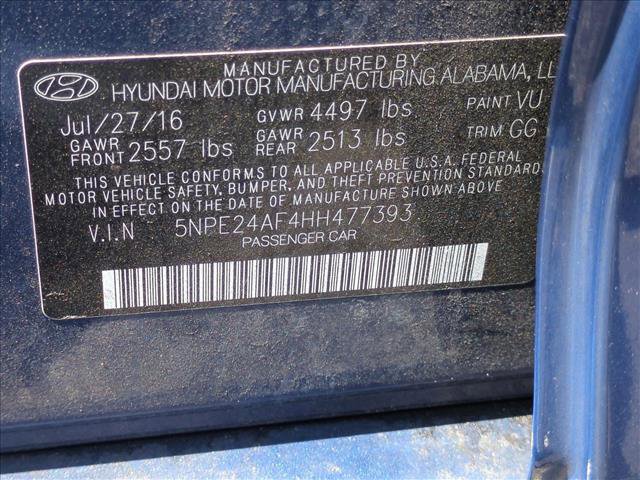 MANUFACTURED BY
HYUNDAI MOTOR MANUFACTURING ALABAMA, LL
Jul/27/16 GVWR 4497 lbs PAINT VU
GAWR FRONT 2557 lbs GAWR REAR 2513 lbs TRIM GG
THIS VEHICLE CONFORMS TO ALL APPLICABLE U.S.A. FEDERAL
MOTOR VEHICLE SAFETY, BUMPER, AND THEFT PREVENTION STANDARDS
IN EFFECT ON THE DATE OF MANUFACTURE SHOWN ABOVE
V.I.N 5NPE24AF4HH477393
PASSENGER CAR